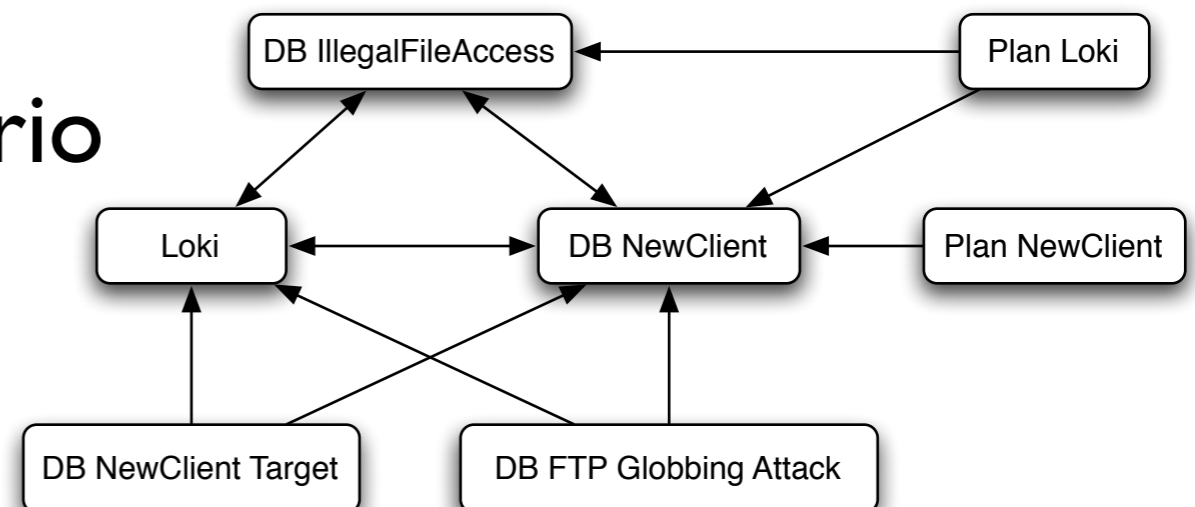 DB IllegalFileAccess
Plan Loki
rio
Loki
DB NewClient
Plan NewClient
DB NewClient Target
DB FTP Globbing Attack